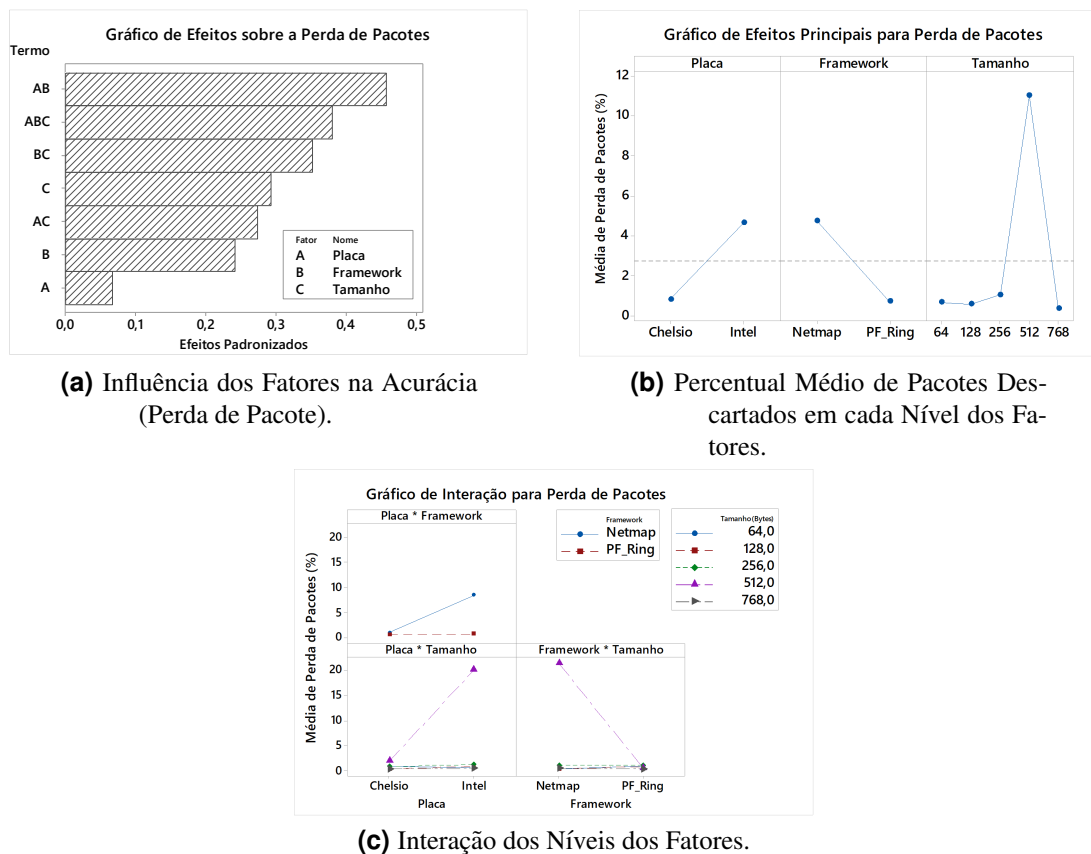 Gráfico de Efeitos sobre a Perda de Pacotes
Termo
AB
ABC
BC
C
AC
B
A
Fator Nome
A Placa
B Framework
C Tamanho
0,0 0,1 0,2 0,3 0,4 0,5
Efeitos Padronizados
(a) Influência dos Fatores na Acurácia
(Perda de Pacote).
Gráfico de Efeitos Principais para Perda de Pacotes
Placa Framework Tamanho
Média de Perda de Pacotes (%)
12
10
8
6
4
2
0
Chelsio Intel Netmap PF_Ring 64 128 256 512 768
(b) Percentual Médio de Pacotes Des-
cartados em cada Nível dos Fa-
tores.
Gráfico de Interação para Perda de Pacotes
Placa * Framework
Framework
Netmap
PF_Ring
Tamanho (Bytes)
64,0
128,0
256,0
512,0
768,0
Média de Perda de Pacotes (%)
20
15
10
5
0
Placa * Tamanho Framework * Tamanho
20
15
10
5
0
Chelsio Intel Netmap PF_Ring
Placa Framework
(c) Interação dos Níveis dos Fatores.